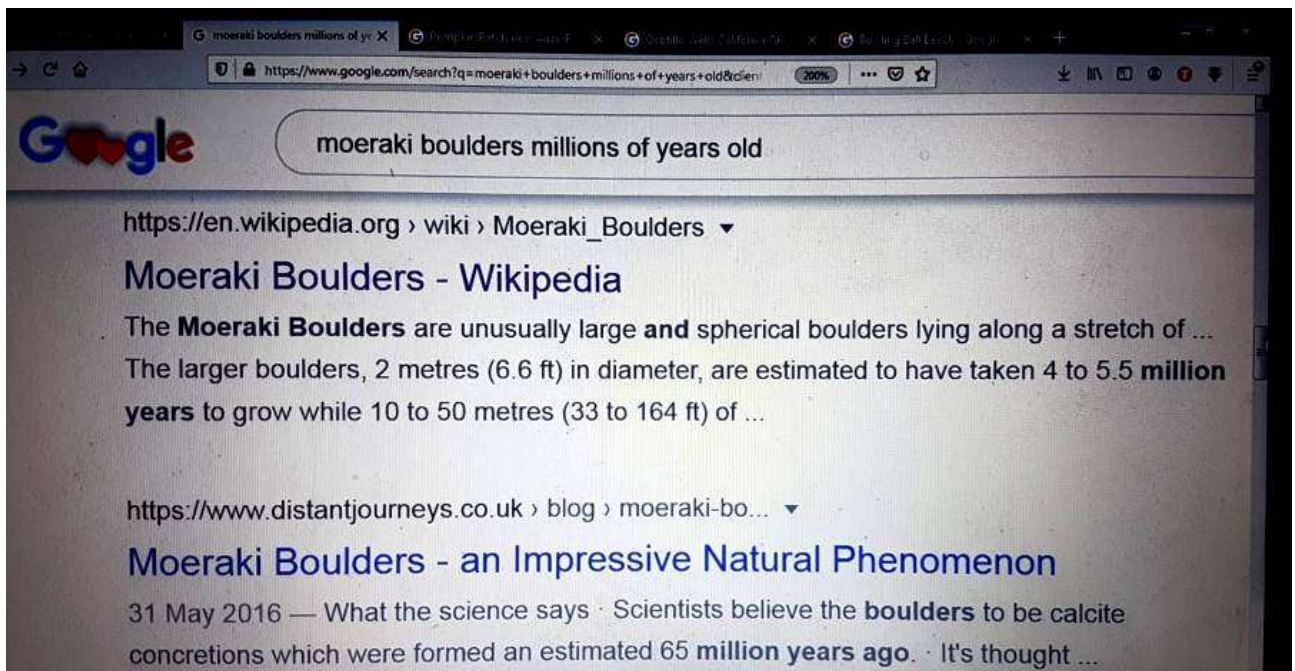 moeraki boulders millions of ye
https://www.google.com/search?q=moeraki+boulders+millions+of+years+old&clien
200%
Google
moeraki boulders millions of years old
https://en.wikipedia.org › wiki › Moeraki_Boulders
Moeraki Boulders - Wikipedia
The Moeraki Boulders are unusually large and spherical boulders lying along a stretch of ...
The larger boulders, 2 metres (6.6 ft) in diameter, are estimated to have taken 4 to 5.5 million
years to grow while 10 to 50 metres (33 to 164 ft) of ...
https://www.distantjourneys.co.uk › blog › moeraki-bo...
Moeraki Boulders - an Impressive Natural Phenomenon
31 May 2016 — What the science says · Scientists believe the boulders to be calcite
concretions which were formed an estimated 65 million years ago. · It's thought ...